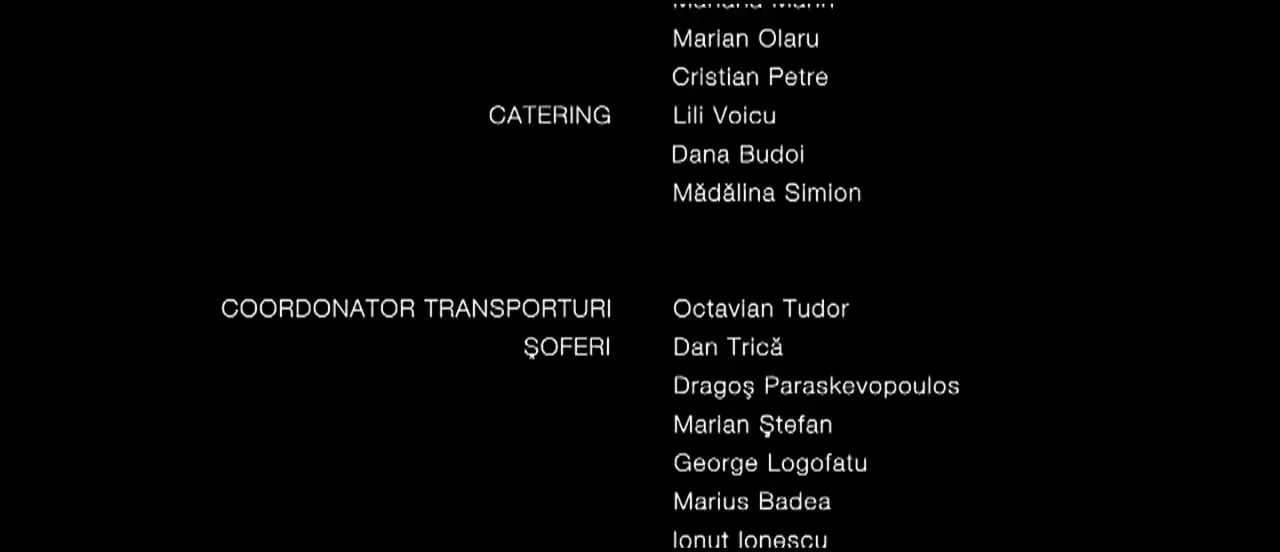 Marian Olaru
Cristian Petre
CATERING Lili Voicu
Dana Budoi
Mădălina Simion
COORDONATOR TRANSPORTURI Octavian Tudor
ŞOFERI Dan Trică
Dragoş Paraskevopoulos
Marian Ştefan
George Logofatu
Marius Badea
Ionut Ionescu